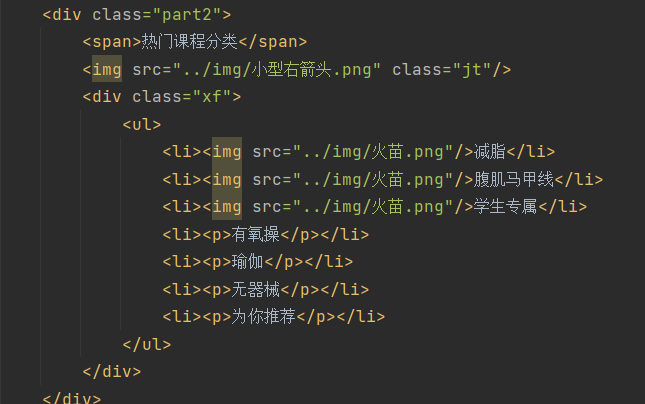 <div class="part2">
<span>热门课程分类</span>
<img src="../img/小型右箭头.png" class="jt"/>
<div class="xf">
<ul>
<li><img src="../img/火苗.png"/>减脂</li>
<li><img src="../img/火苗.png"/>腹肌马甲线</li>
<li><img src="../img/火苗.png"/>学生专属</li>
<li><p>有氧操</p></li>
<li><p>瑜伽</p></li>
<li><p>无器械</p></li>
<li><p>为你推荐</p></li>
</ul>
</div>
</div>